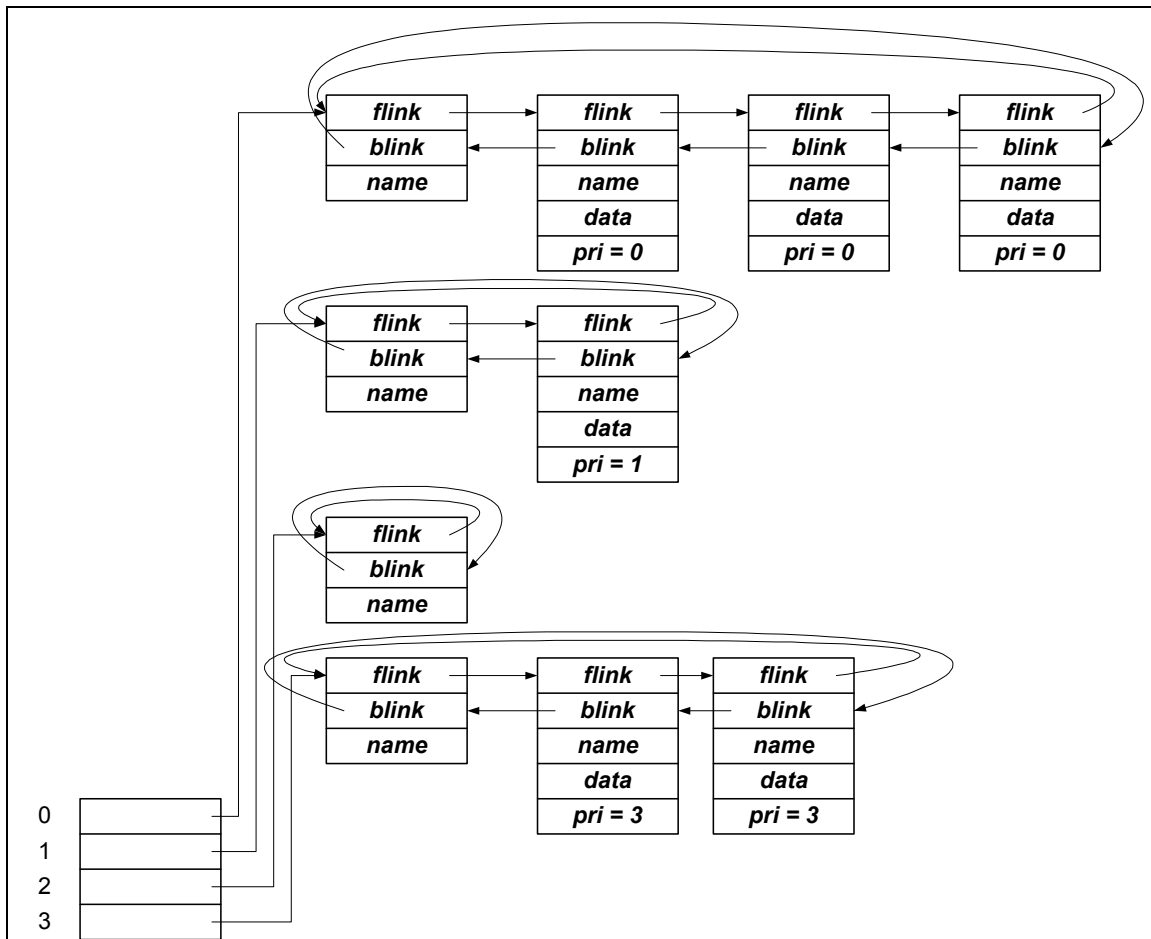 flink flink flink flink
blink blink blink blink
name name name name
data data data
pri = 0 pri = 0 pri = 0
flink flink
blink blink
name name
data
pri = 1
flink
blink
name
flink flink flink
blink blink blink
name name name
data data
pri = 3 pri = 3
0
1
2
3